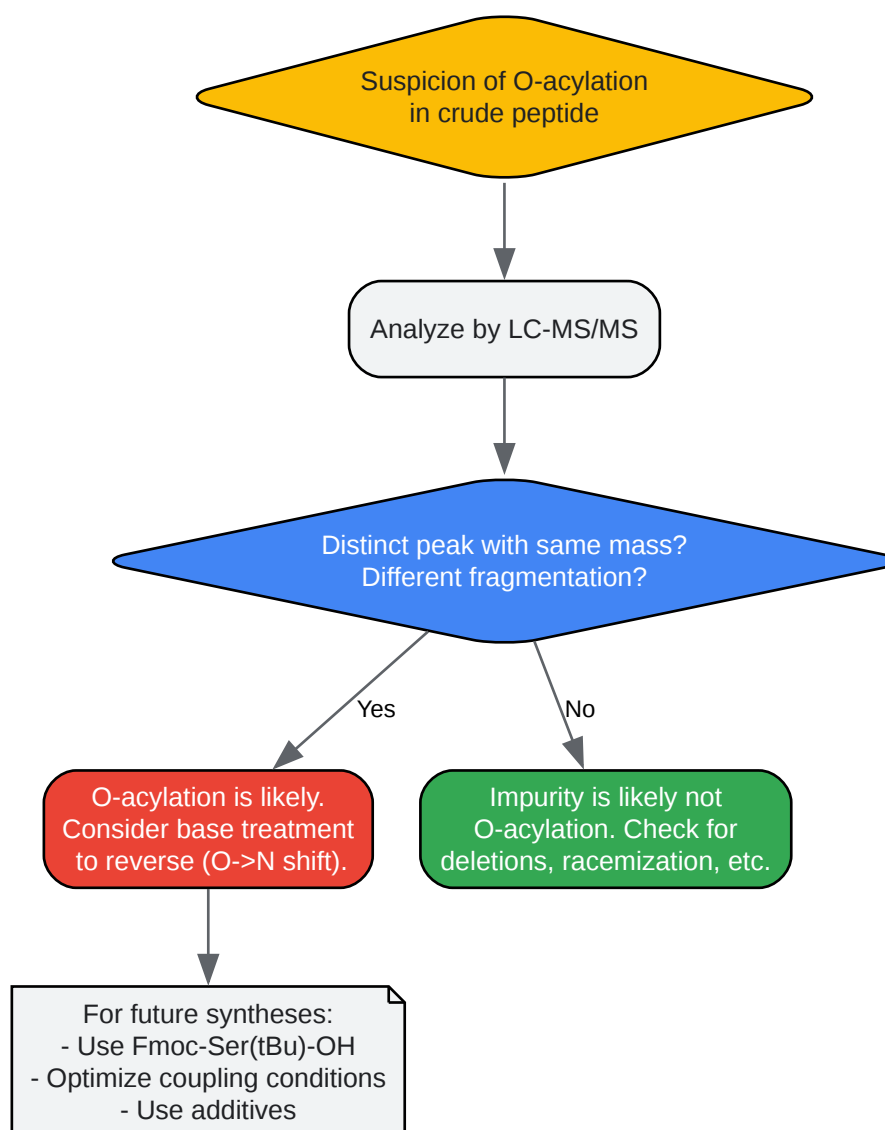 Suspicion of O-acylation
in crude peptide
Analyze by LC-MS/MS
Distinct peak with same mass?
Different fragmentation?
Yes
No
O-acylation is likely.
Consider base treatment
to reverse (O->N shift).
Impurity is likely not
O-acylation. Check for
deletions, racemization, etc.
For future syntheses:
- Use Fmoc-Ser(tBu)-OH
- Optimize coupling conditions
- Use additives